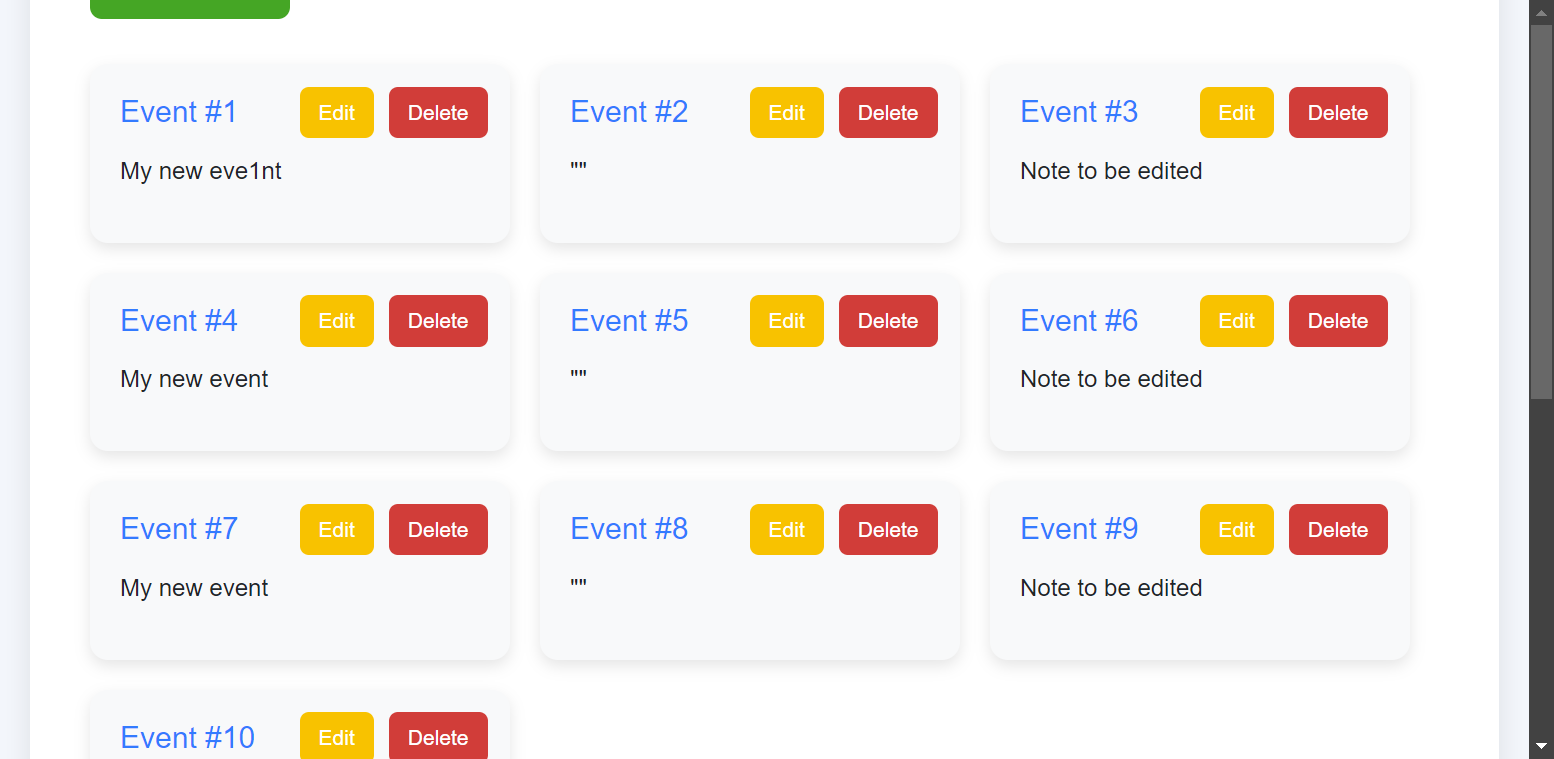 Event #1 Edit Delete
My new eve1nt
Event #2 Edit Delete
""
Event #3 Edit Delete
Note to be edited
Event #4 Edit Delete
My new event
Event #5 Edit Delete
""
Event #6 Edit Delete
Note to be edited
Event #7 Edit Delete
My new event
Event #8 Edit Delete
""
Event #9 Edit Delete
Note to be edited
Event #10 Edit Delete